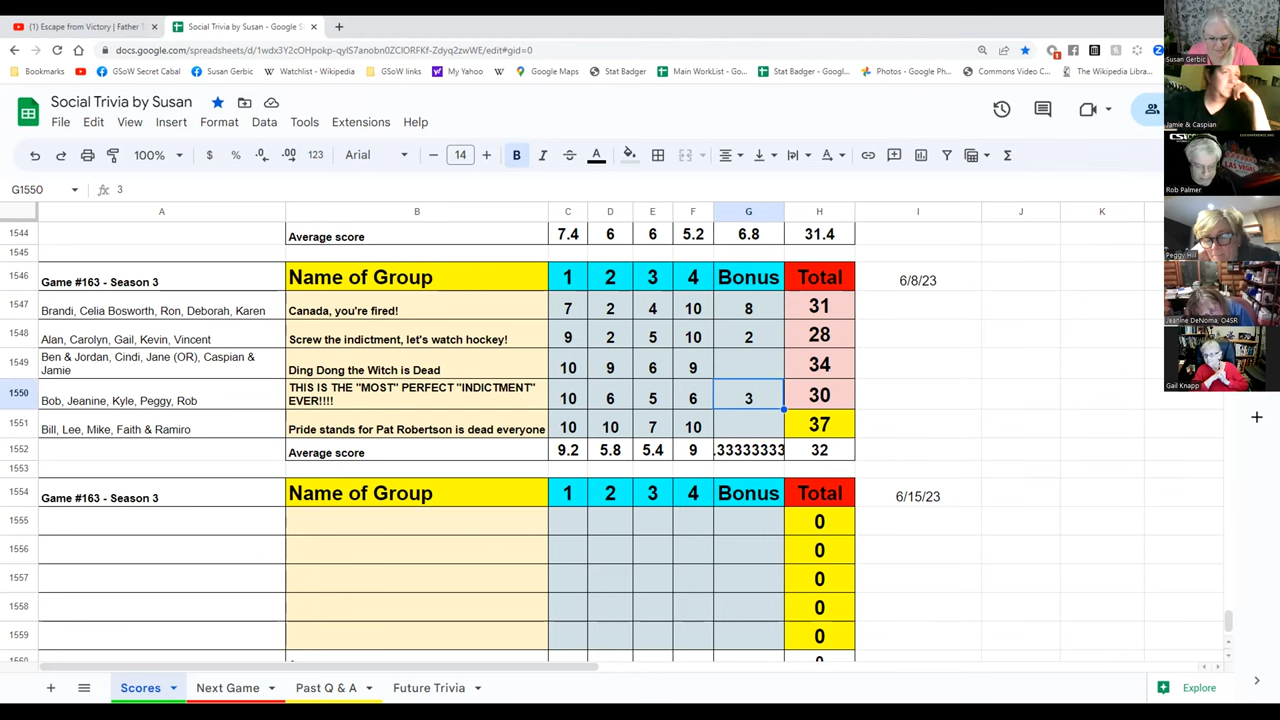 (1) Escape from Victory | Father T
Social Trivia by Susan - Google S
docs.google.com/spreadsheets/d/1wdx3Y2cOHpokp-qyIS7anobn0ZClORFKf-Zdyq2zwWE/edit#gid=0
Bookmarks GSoW Secret Cabal Susan Gerbic Watchlist - Wikipedia GSoW links My Yahoo Google Maps Stat Badger Main WorkList - Go... Stat Badger - Googl... Photos - Google Ph... Commons Video C... The Wikipedia Libra...
Social Trivia by Susan
File Edit View Insert Format Data Tools Extensions Help
100% $ % .0 .00 123 Arial 14 B I A
G1550 fx 3
A B C D E F G H I J K
1544 Average score 7.4 6 6 5.2 6.8 31.4
1545
1546 Game #163 - Season 3 Name of Group 1 2 3 4 Bonus Total 6/8/23
1547 Brandi, Celia Bosworth, Ron, Deborah, Karen Canada, you're fired! 7 2 4 10 8 31
1548 Alan, Carolyn, Gail, Kevin, Vincent Screw the indictment, let's watch hockey! 9 2 5 10 2 28
1549 Ben & Jordan, Cindi, Jane (OR), Caspian &
Jamie Ding Dong the Witch is Dead 10 9 6 9 34
1550 Bob, Jeanine, Kyle, Peggy, Rob THIS IS THE "MOST" PERFECT "INDICTMENT"
EVER!!!! 10 6 5 6 3 30
1551 Bill, Lee, Mike, Faith & Ramiro Pride stands for Pat Robertson is dead everyone 10 10 7 10 37
1552 Average score 9.2 5.8 5.4 9 .33333333 32
1553
1554 Game #163 - Season 3 Name of Group 1 2 3 4 Bonus Total 6/15/23
1555 0
1556 0
1557 0
1558 0
1559 0
1560 0
Scores Next Game Past Q & A Future Trivia Explore
Susan Gerbic
Jamie & Caspian
Rob Palmer
Peggy Hill
Jeanine DeNoma, O4SR
Gail Knapp